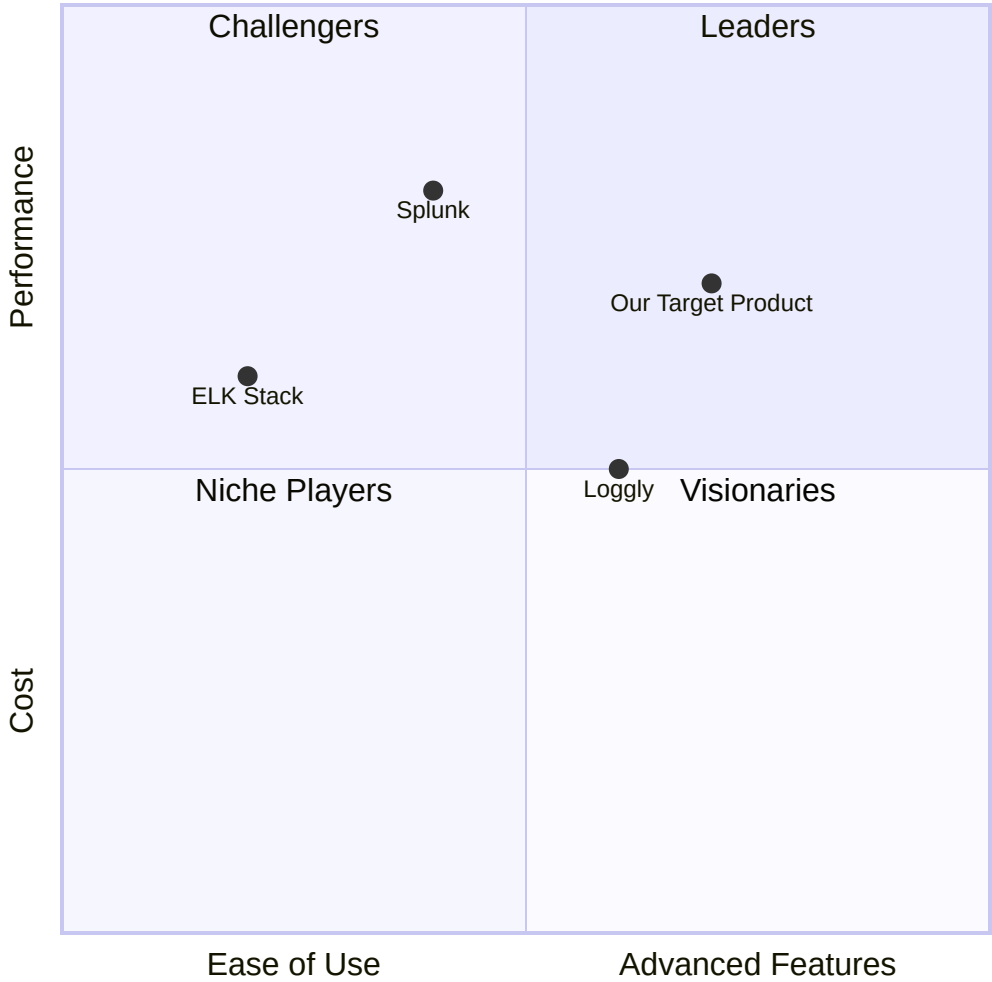 Challengers
Leaders
Performance
Splunk
Our Target Product
ELK Stack
Loggly
Niche Players
Visionaries
Cost
Ease of Use
Advanced Features